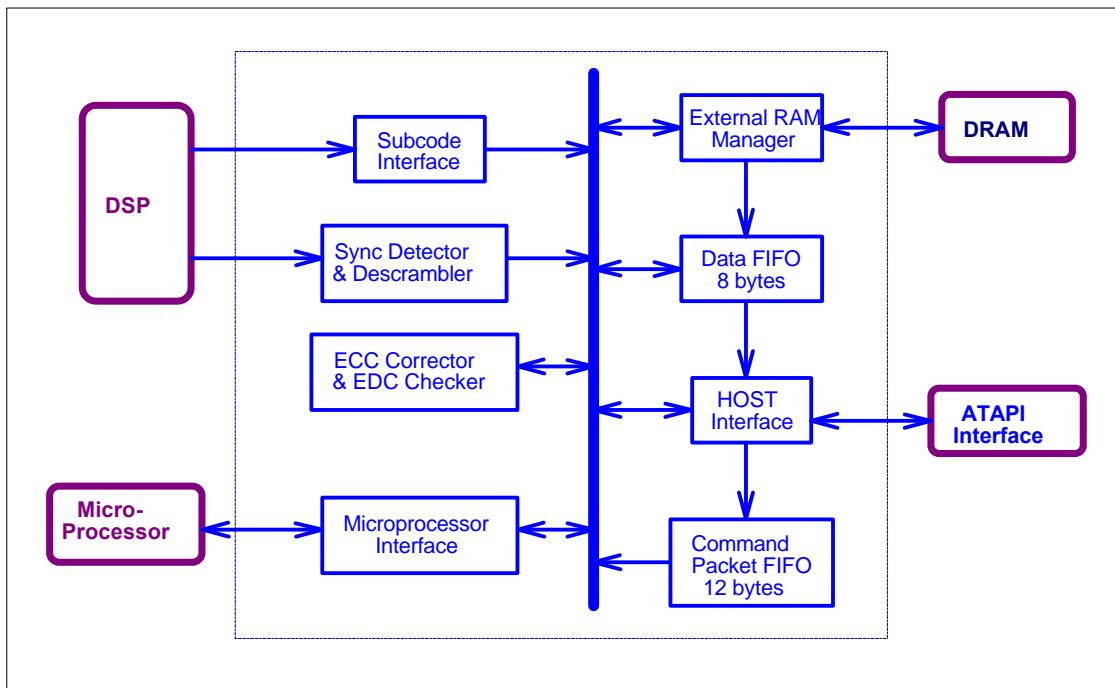 DSP
Subcode
Interface
Sync Detector
& Descrambler
ECC Corrector
& EDC Checker
Micro-
Processor
Microprocessor
Interface
External RAM
Manager
DRAM
Data FIFO
8 bytes
HOST
Interface
ATAPI
Interface
Command
Packet FIFO
12 bytes